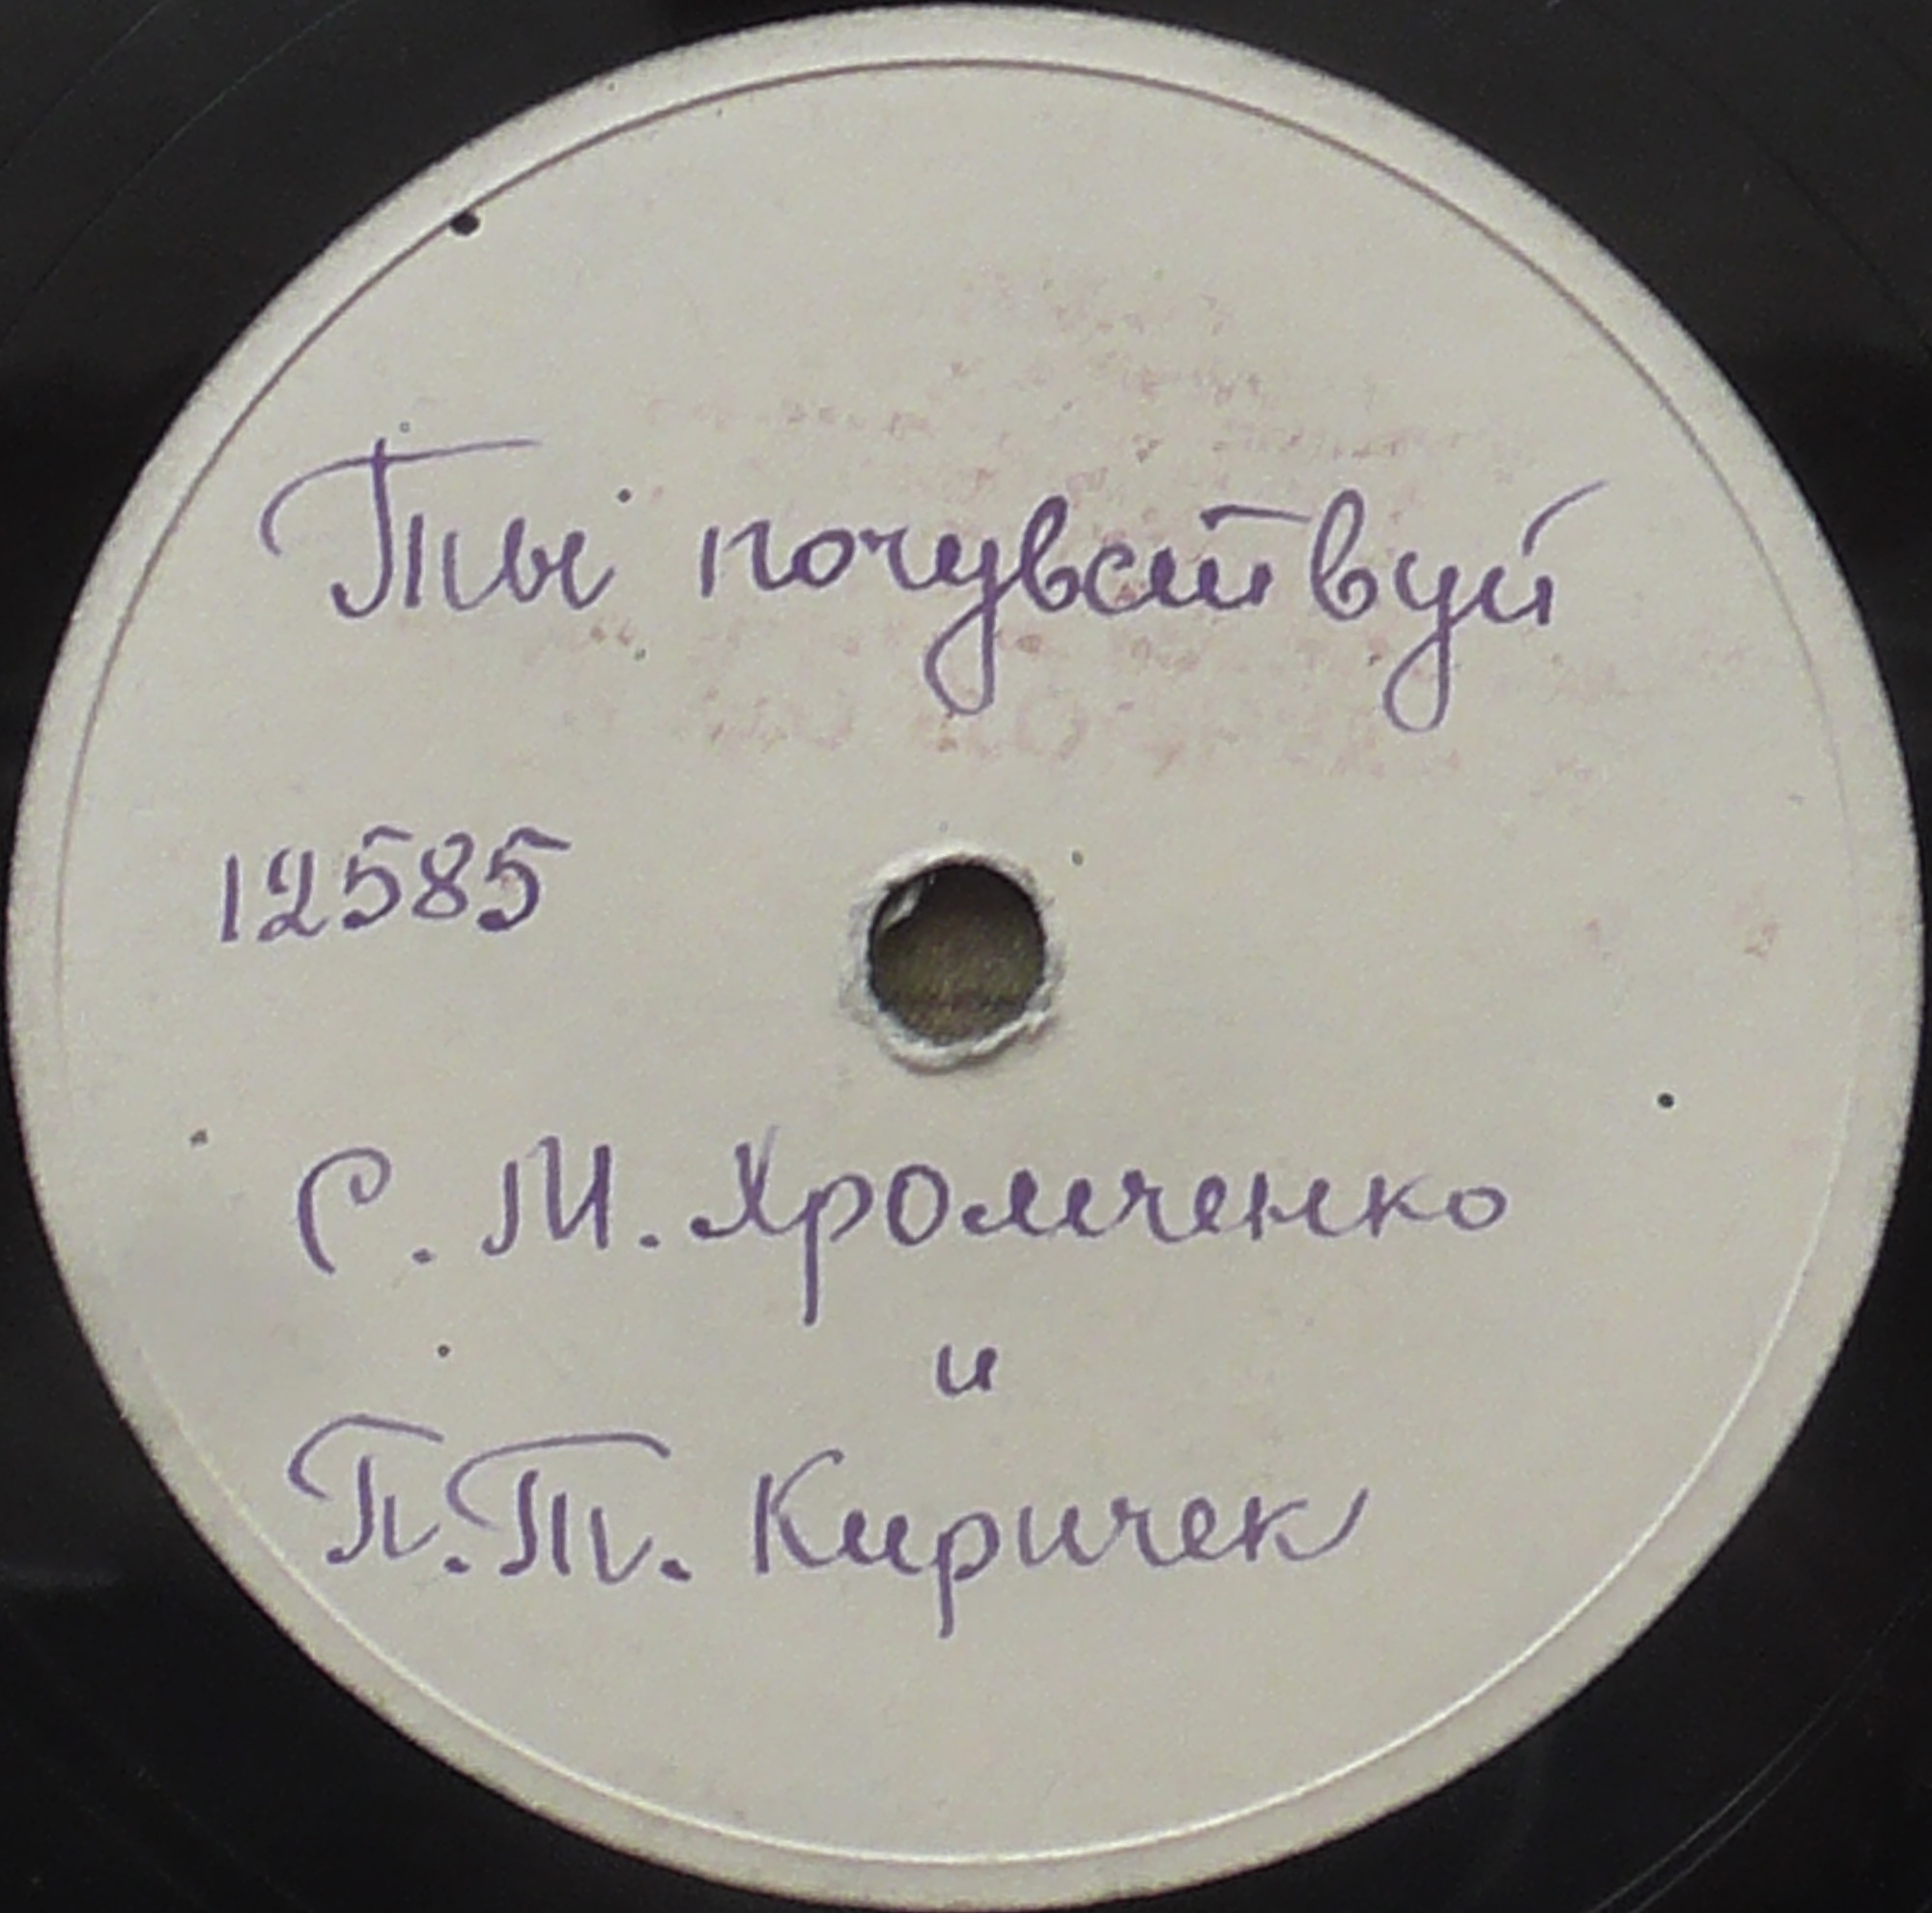 Ты почувствуй
12585
С. М. Хромченко
и
П.Т. Киричек